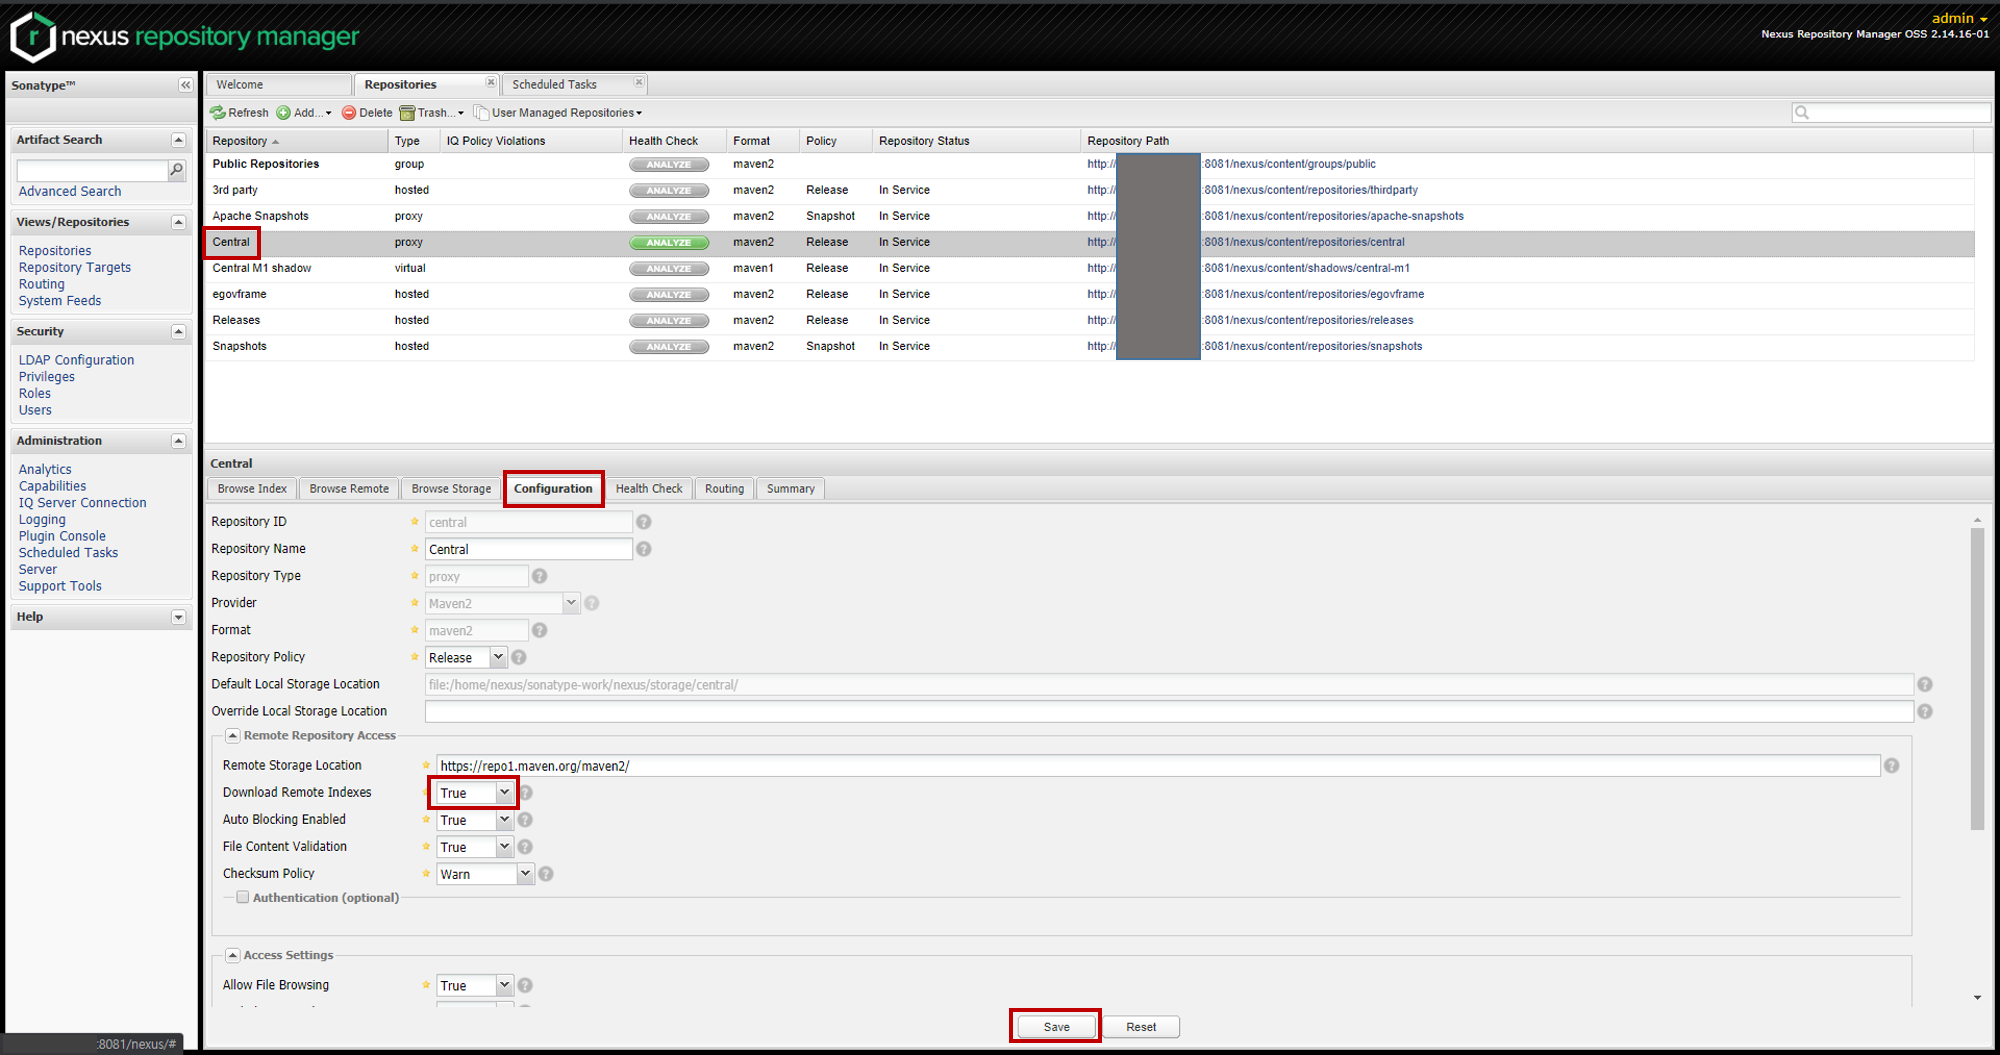 nexus repository manager
admin
Nexus Repository Manager OSS 2.14.16-01
Sonatype™
Artifact Search
Advanced Search
Views/Repositories
Repositories
Repository Targets
Routing
System Feeds
Security
LDAP Configuration
Privileges
Roles
Users
Administration
Analytics
Capabilities
IQ Server Connection
Logging
Plugin Console
Scheduled Tasks
Server
Support Tools
Help
:8081/nexus/#
Welcome Repositories Scheduled Tasks
Refresh Add... Delete Trash... User Managed Repositories
Repository Type IQ Policy Violations Health Check Format Policy Repository Status Repository Path
Public Repositories group ANALYZE maven2 http:// :8081/nexus/content/groups/public
3rd party hosted ANALYZE maven2 Release In Service http:// :8081/nexus/content/repositories/thirdparty
Apache Snapshots proxy ANALYZE maven2 Snapshot In Service http:// :8081/nexus/content/repositories/apache-snapshots
Central proxy ANALYZE maven2 Release In Service http:// :8081/nexus/content/repositories/central
Central M1 shadow virtual ANALYZE maven1 Release In Service http:// :8081/nexus/content/shadows/central-m1
egovframe hosted ANALYZE maven2 Release In Service http:// :8081/nexus/content/repositories/egovframe
Releases hosted ANALYZE maven2 Release In Service http:// :8081/nexus/content/repositories/releases
Snapshots hosted ANALYZE maven2 Snapshot In Service http:// :8081/nexus/content/repositories/snapshots
Central
Browse Index Browse Remote Browse Storage Configuration Health Check Routing Summary
Repository ID central
Repository Name Central
Repository Type proxy
Provider Maven2
Format maven2
Repository Policy Release
Default Local Storage Location file:/home/nexus/sonatype-work/nexus/storage/central/
Override Local Storage Location
Remote Repository Access
Remote Storage Location https://repo1.maven.org/maven2/
Download Remote Indexes True
Auto Blocking Enabled True
File Content Validation True
Checksum Policy Warn
Authentication (optional)
Access Settings
Allow File Browsing True
Save Reset